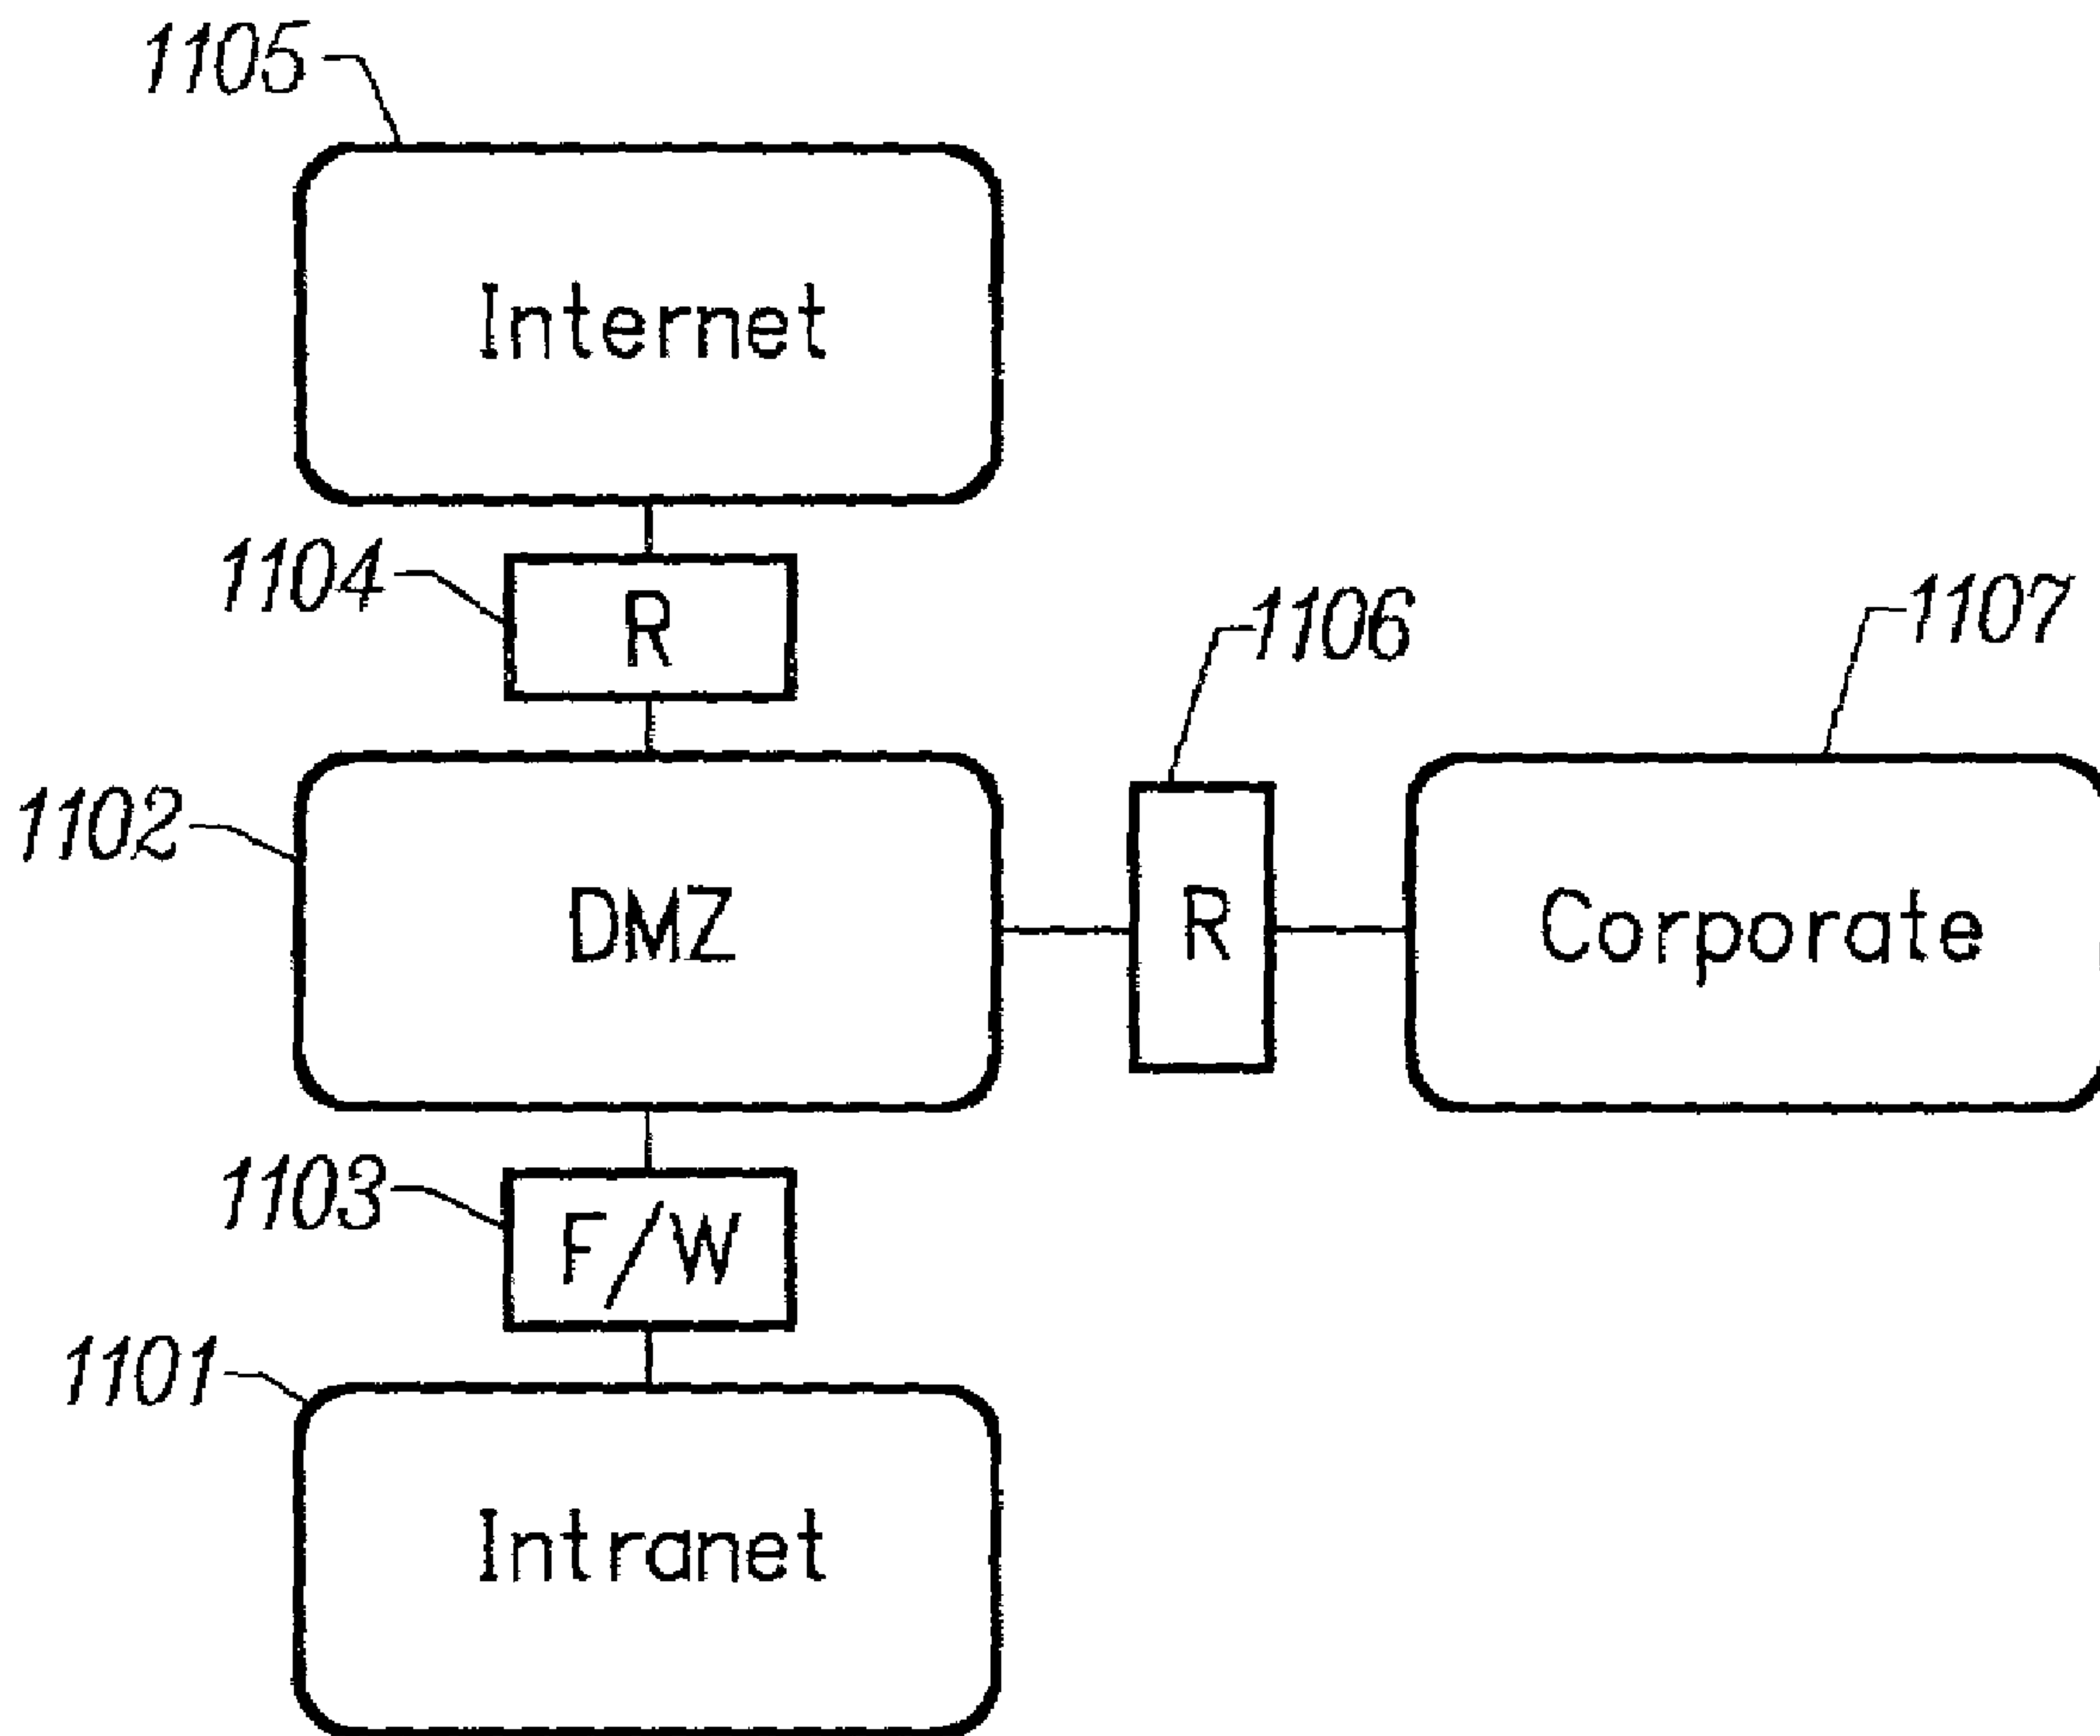 1105
Internet
1104
R
1106
1107
1102
DMZ
R
Corporate
1103
F/W
1101
Intranet